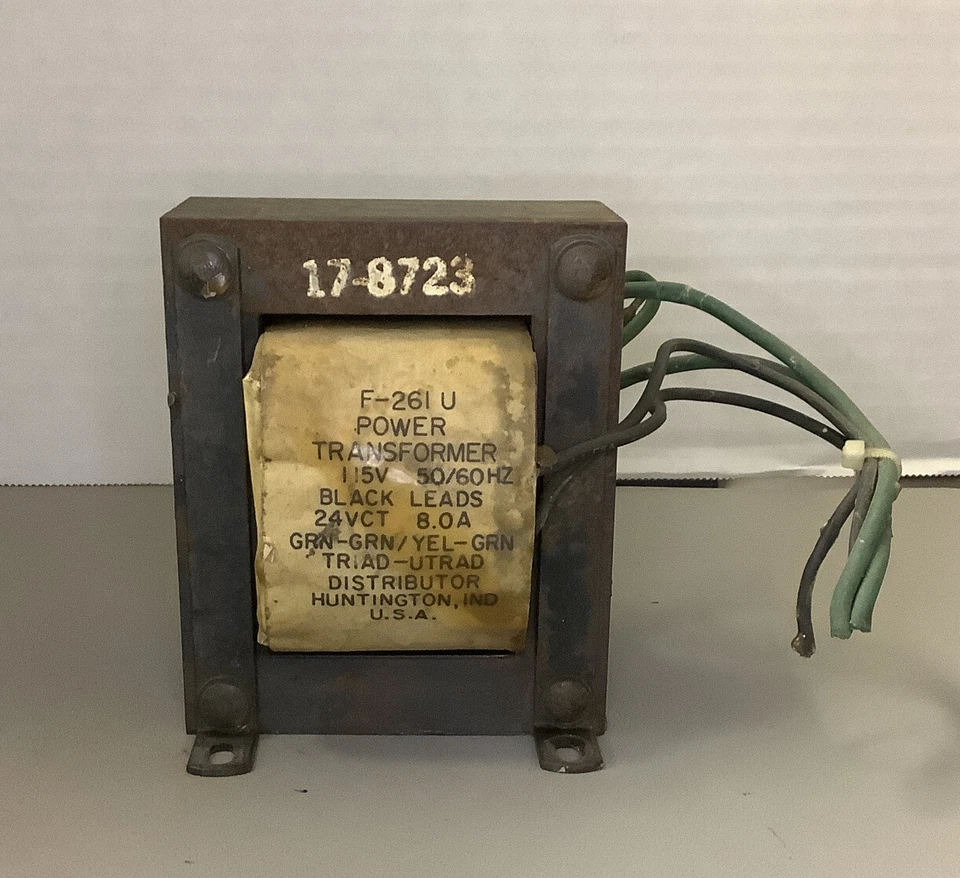 17-8723
F-261 U
POWER
TRANSFORMER
115V 50/60HZ
BLACK LEADS
24VCT 8.0A
GRN-GRN/YEL-GRN
TRIAD-UTRAD
DISTRIBUTOR
HUNTINGTON, IND
U.S.A.